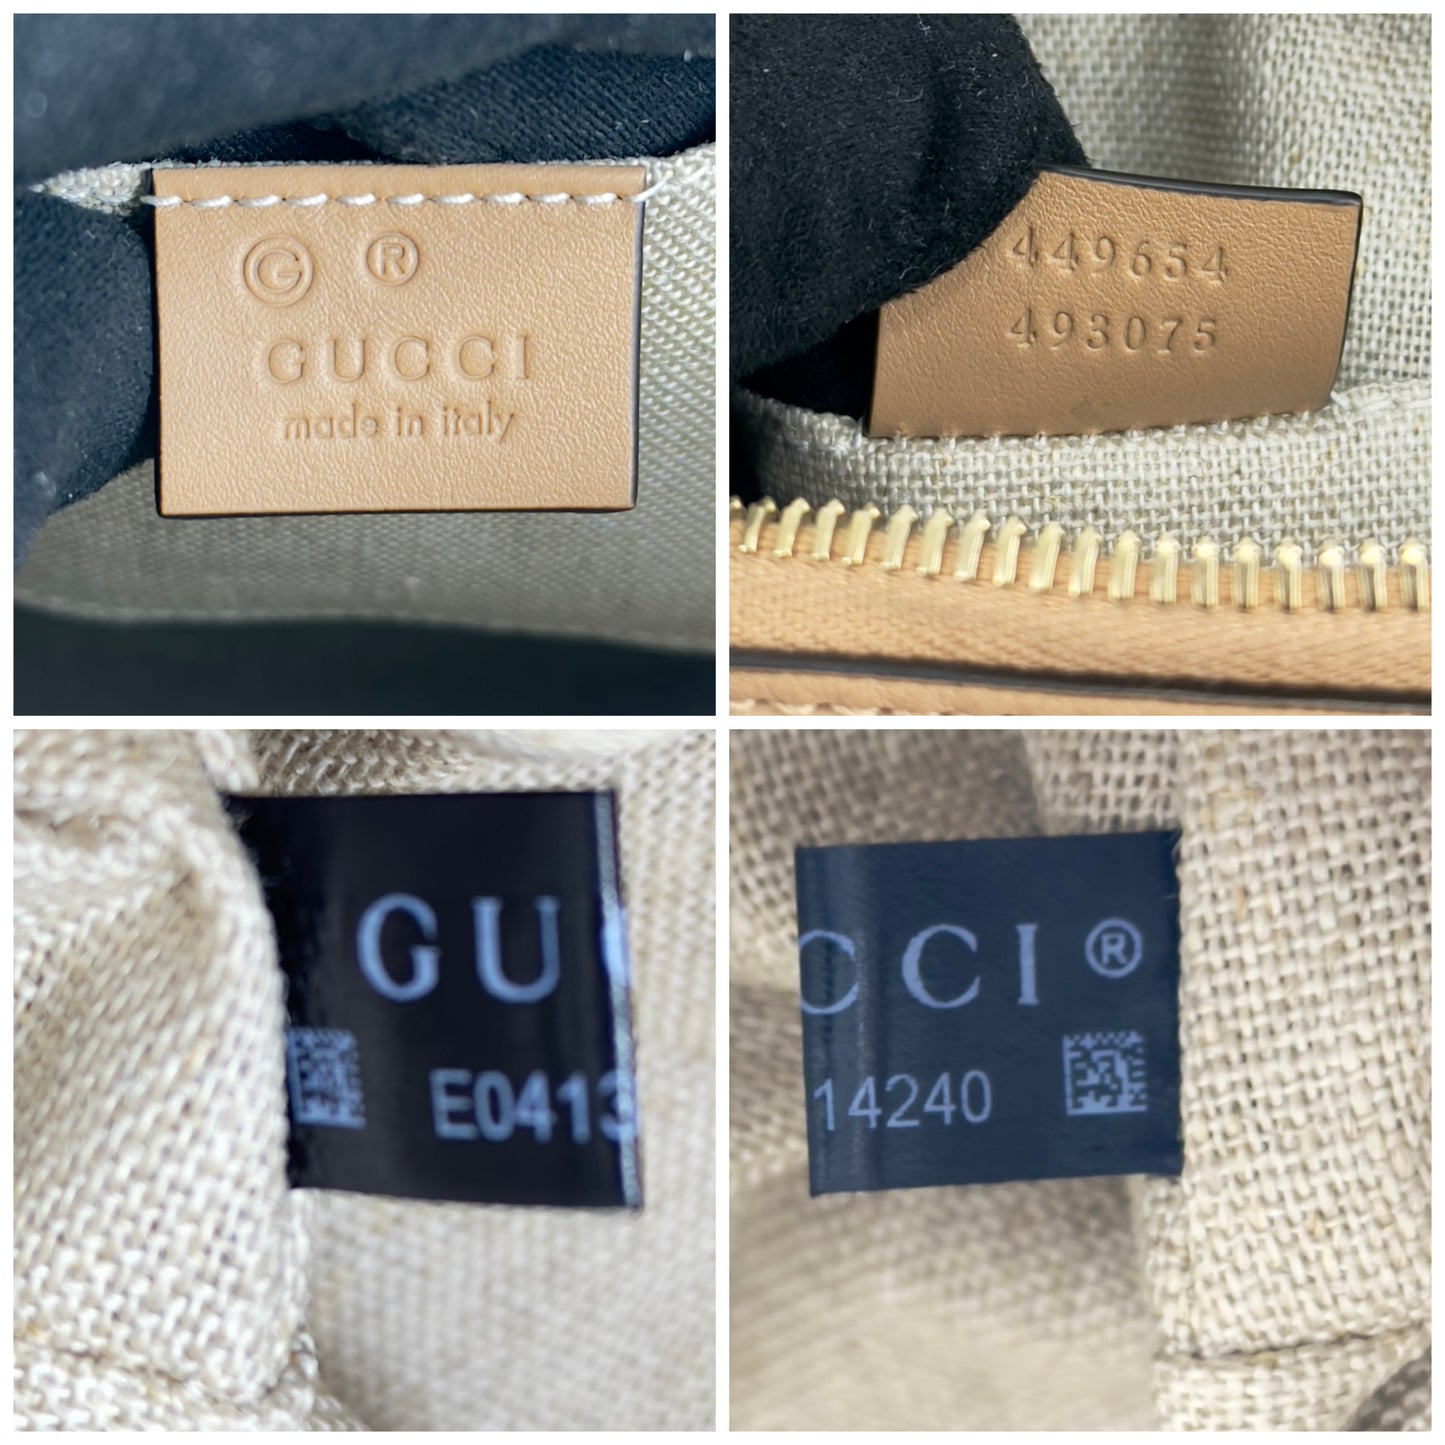 G ®
GUCCI
made in italy
449654
493075
GU
E0413
CCI®
14240